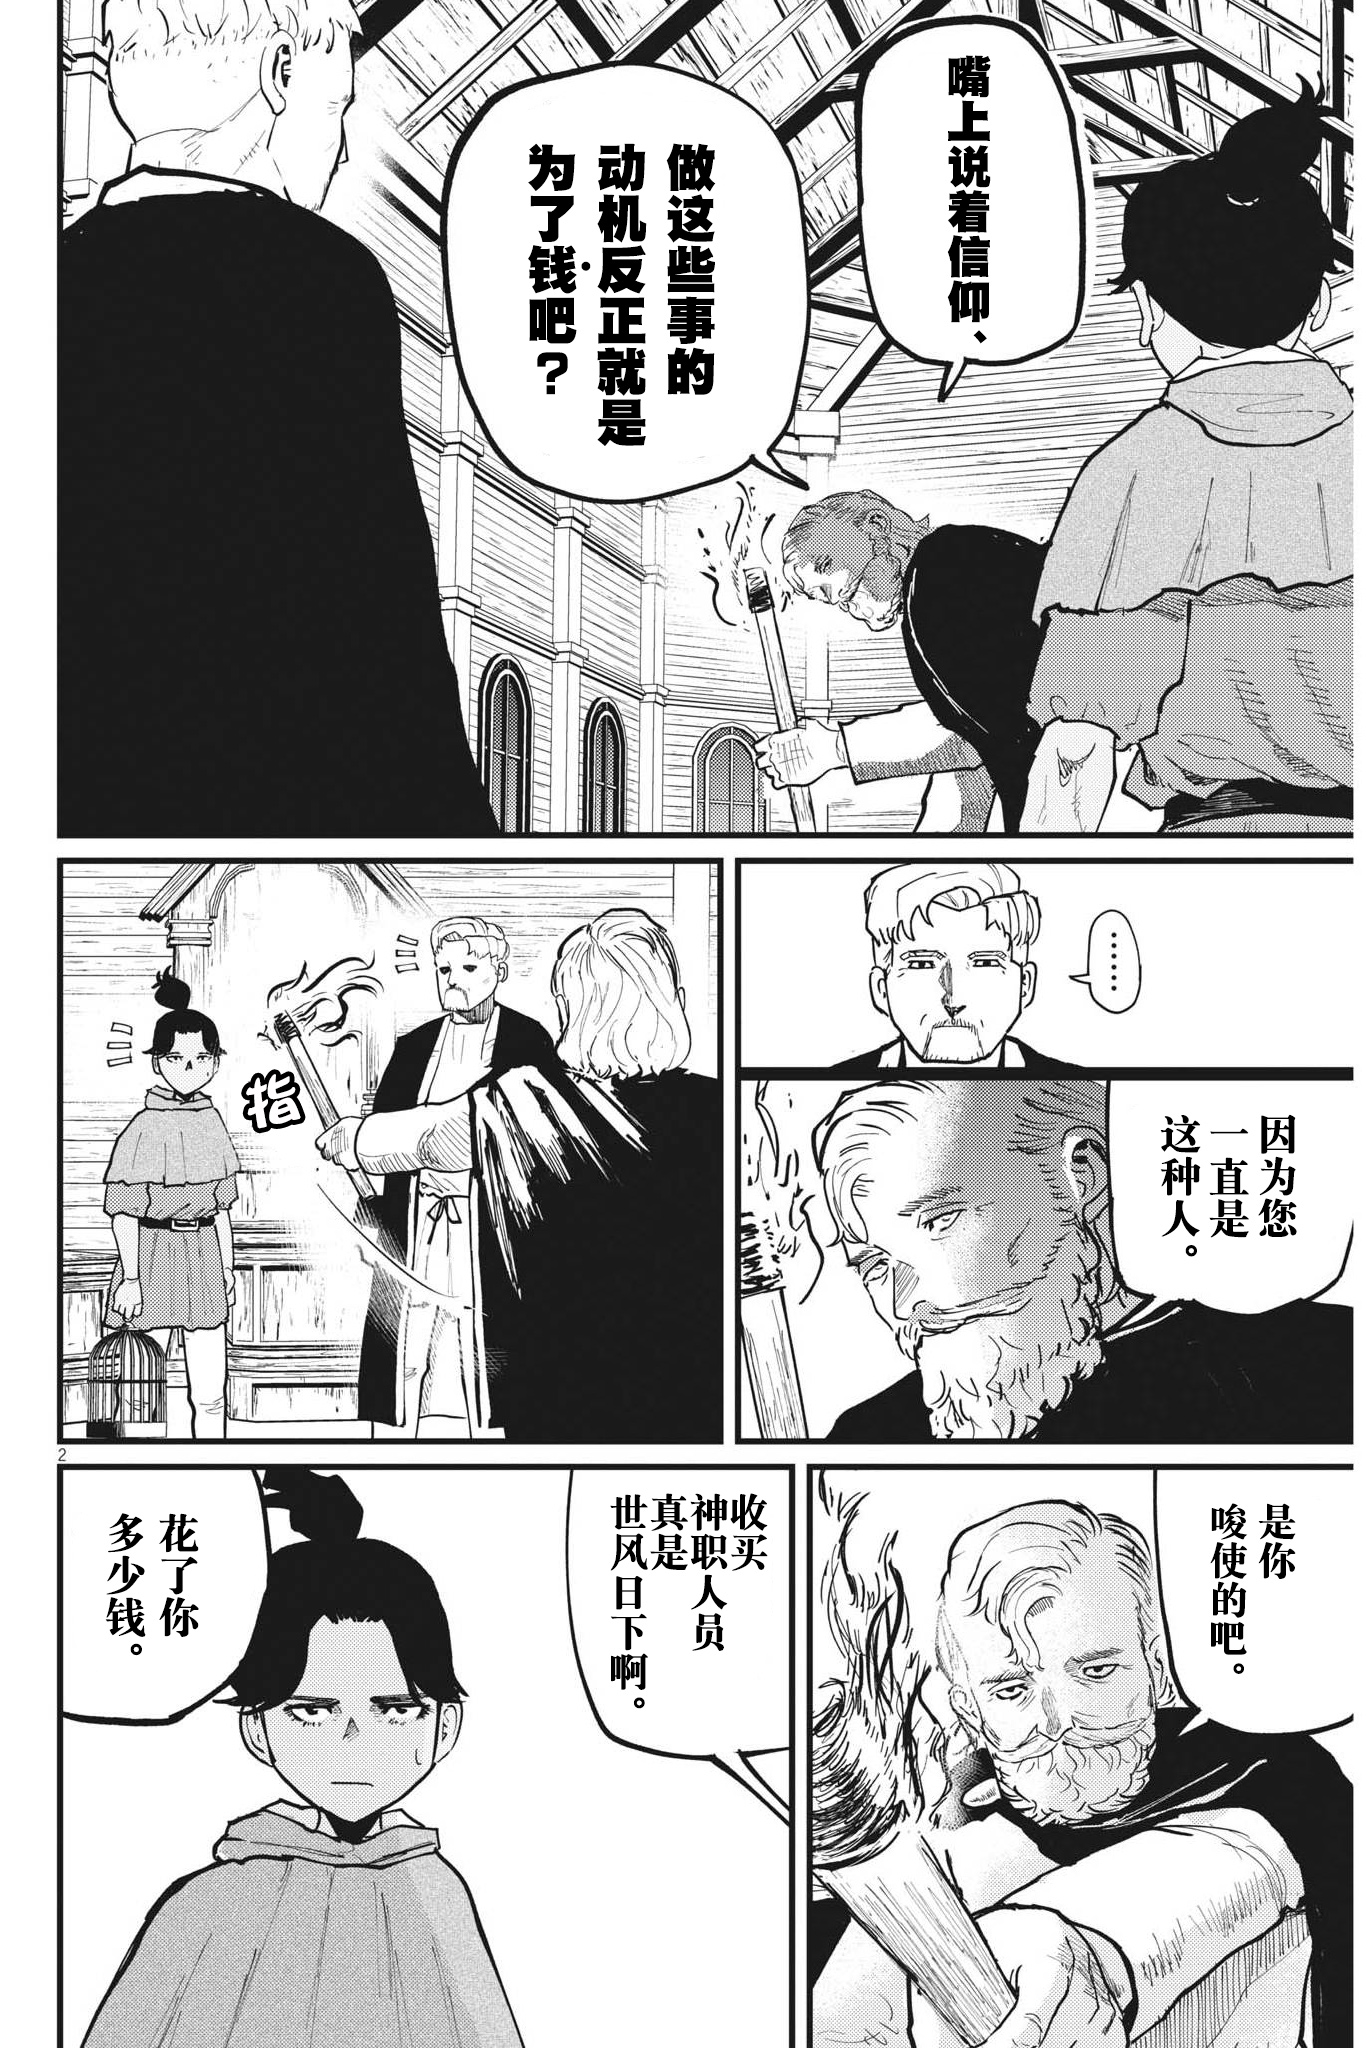 嘴上说着信仰、
做这些事的
动机反正就是
为了钱吧？
……
因为您
一直是
这种人。
指
2
是你
唆使的吧。
收买
神职人员
真是
世风日下啊。
花了你
多少钱。